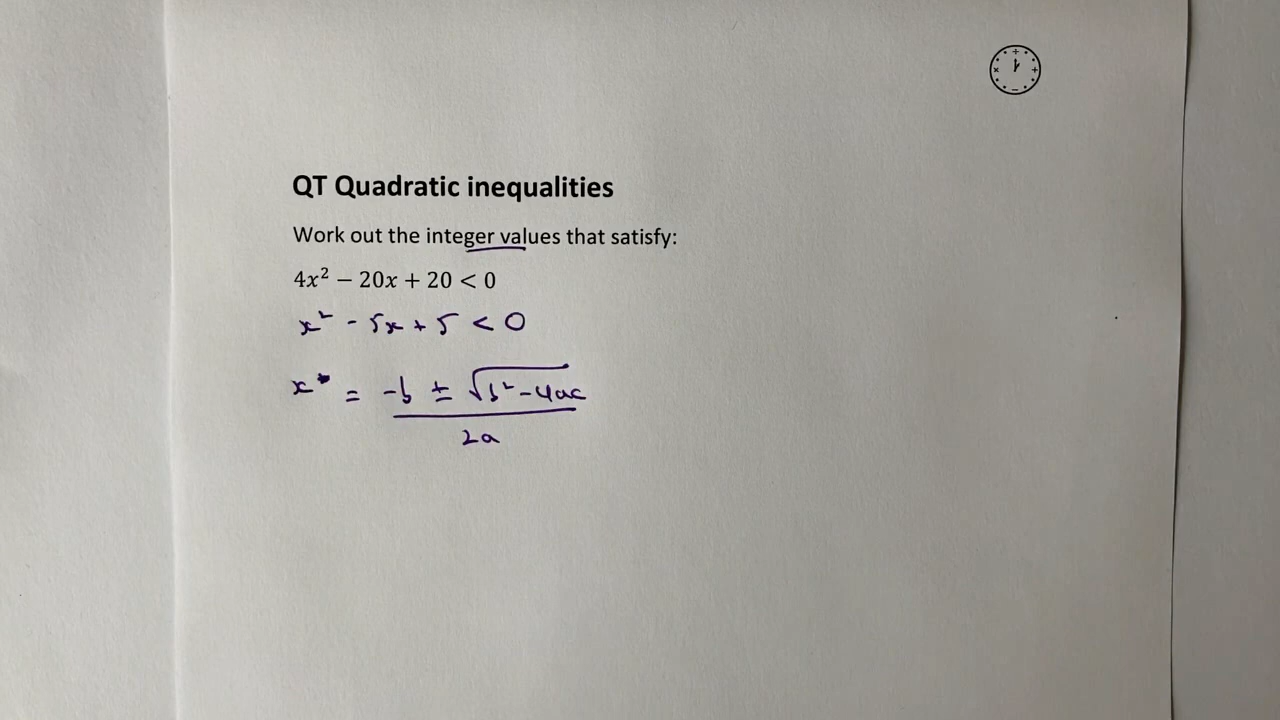 QT Quadratic inequalities
Work out the integer values that satisfy:
4x² − 20x + 20 < 0
x² - 5x + 5 < 0
x = -b ± √b² - 4ac
2a